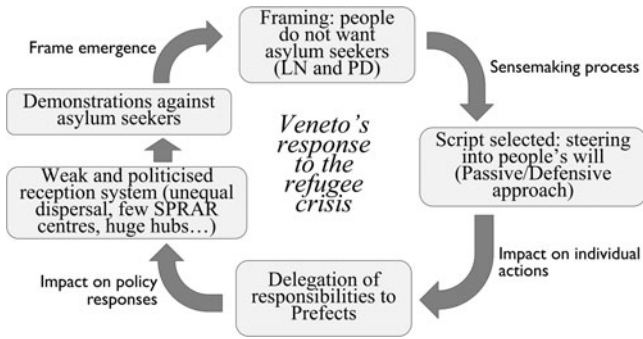 Framing: people
do not want
asylum seekers
(LN and PD)
Frame emergence
Sensemaking process
Demonstrations against
asylum seekers
Veneto's
response
to the
refugee
crisis
Script selected: steering
into people's will
(Passive/Defensive
approach)
Weak and politicised
reception system (unequal
dispersal, few SPRAR
centres, huge hubs...)
Impact on individual
actions
Impact on policy
responses
Delegation of
responsibilities to
Prefects